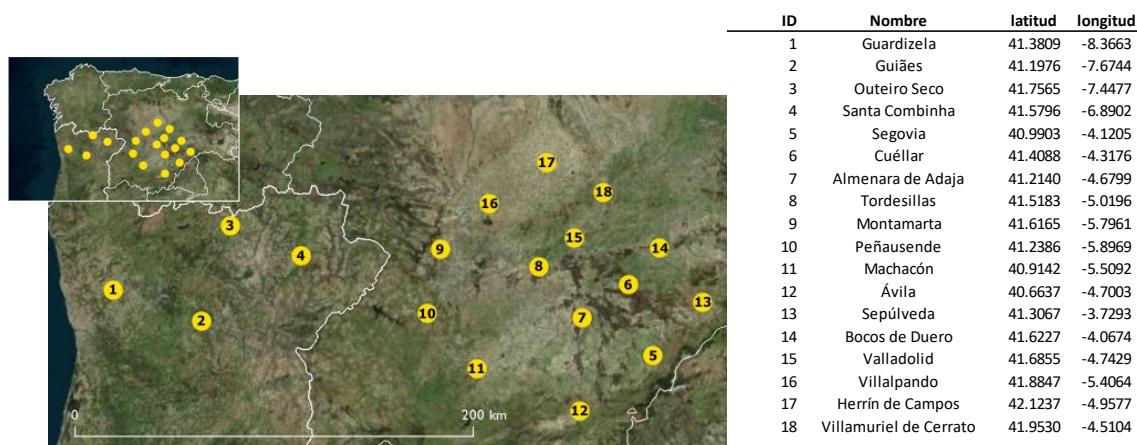 ID Nombre latitud longitud
1 Guardizela 41.3809 -8.3663
2 Guiães 41.1976 -7.6744
3 Outeiro Seco 41.7565 -7.4477
4 Santa Combinha 41.5796 -6.8902
5 Segovia 40.9903 -4.1205
6 Cuéllar 41.4088 -4.3176
7 Almenara de Adaja 41.2140 -4.6799
8 Tordesillas 41.5183 -5.0196
9 Montamarta 41.6165 -5.7961
10 Peñausende 41.2386 -5.8969
11 Machacón 40.9142 -5.5092
12 Ávila 40.6637 -4.7003
13 Sepúlveda 41.3067 -3.7293
14 Bocos de Duero 41.6227 -4.0674
15 Valladolid 41.6855 -4.7429
16 Villalpando 41.8847 -5.4064
17 Herrín de Campos 42.1237 -4.9577
18 Villamuriel de Cerrato 41.9530 -4.5104
17
18
16
3
15
9
14
4
8
6
1
13
10
7
2
5
11
12
0
200 km